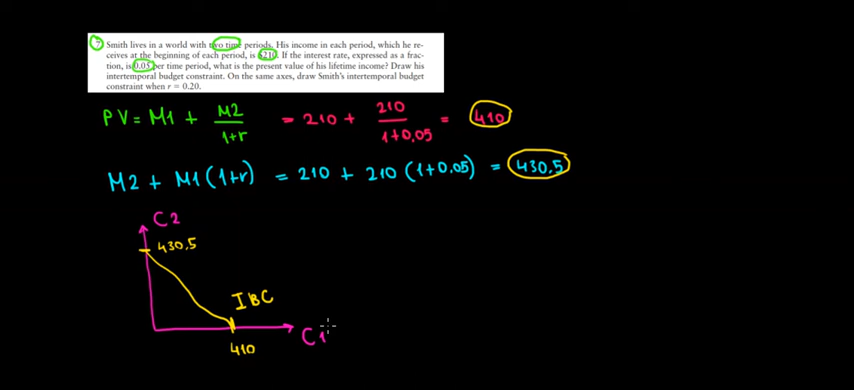 7. Smith lives in a world with two time periods. His income in each period, which he re-
ceives at the beginning of each period, is $210. If the interest rate, expressed as a frac-
tion, is 0.05 per time period, what is the present value of his lifetime income? Draw his
intertemporal budget constraint. On the same axes, draw Smith's intertemporal budget
constraint when r = 0.20.
PV = M1 + M2 / 1+r = 210 + 210 / 1+0,05 = 410
M2 + M1 (1+r) = 210 + 210 (1+0,05) = 430,5
C2
430,5
IBC
C1
410